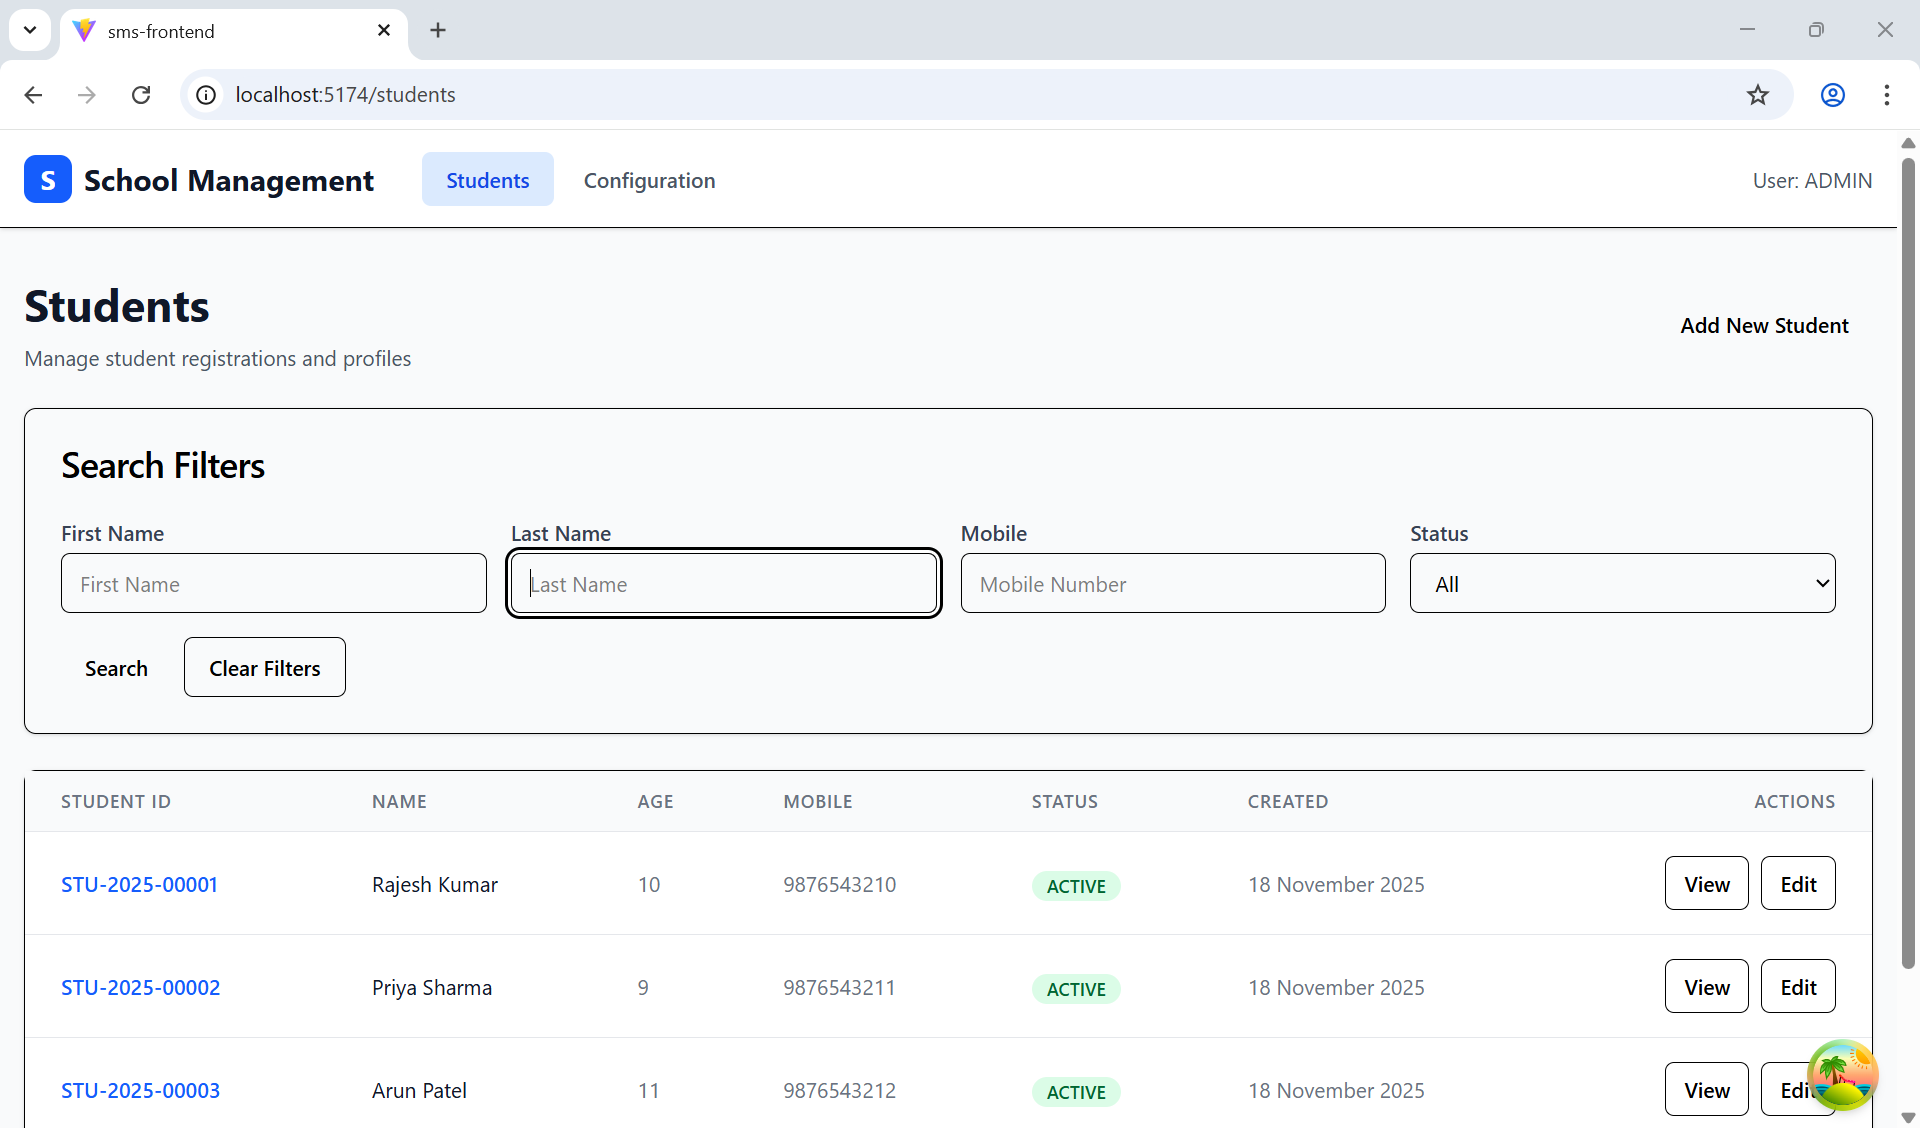 sms-frontend
localhost:5174/students
S School Management Students Configuration User: ADMIN
Students
Add New Student
Manage student registrations and profiles
Search Filters
First Name Last Name Mobile Status
First Name Last Name Mobile Number All
Search Clear Filters
STUDENT ID NAME AGE MOBILE STATUS CREATED ACTIONS
STU-2025-00001 Rajesh Kumar 10 9876543210 ACTIVE 18 November 2025 View Edit
STU-2025-00002 Priya Sharma 9 9876543211 ACTIVE 18 November 2025 View Edit
STU-2025-00003 Arun Patel 11 9876543212 ACTIVE 18 November 2025 View Edit